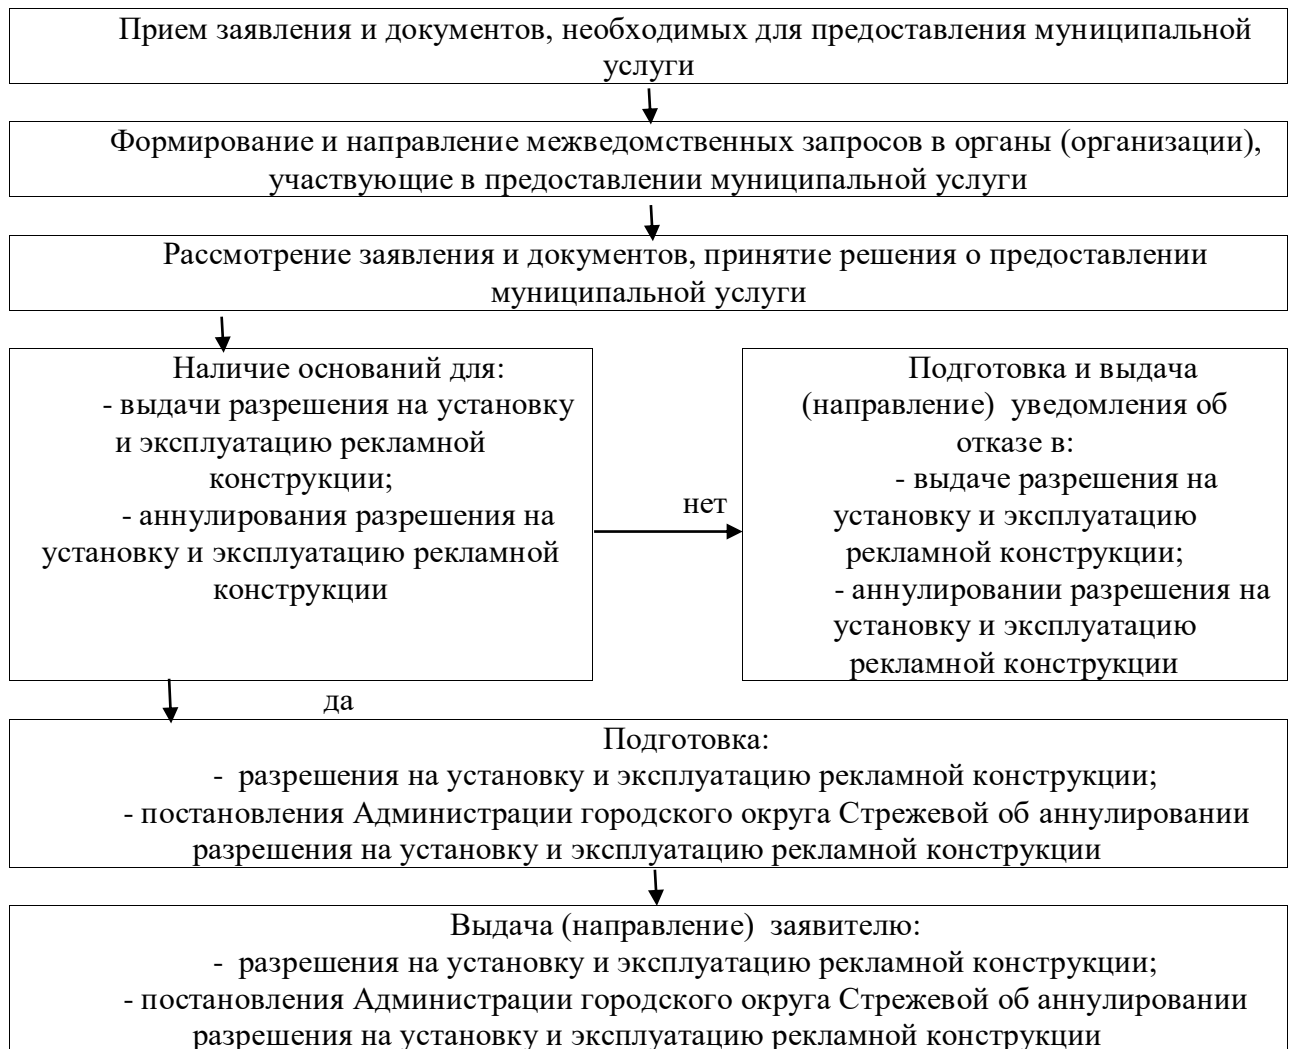 Прием заявления и документов, необходимых для предоставления муниципальной
услуги
Формирование и направление межведомственных запросов в органы (организации),
участвующие в предоставлении муниципальной услуги
Рассмотрение заявления и документов, принятие решения о предоставлении
муниципальной услуги
Наличие оснований для:
- выдачи разрешения на установку
и эксплуатацию рекламной
конструкции;
- аннулирования разрешения на
установку и эксплуатацию рекламной
конструкции
нет
Подготовка и выдача
(направление) уведомления об
отказе в:
- выдаче разрешения на
установку и эксплуатацию
рекламной конструкции;
- аннулировании разрешения на
установку и эксплуатацию
рекламной конструкции
да
Подготовка:
- разрешения на установку и эксплуатацию рекламной конструкции;
- постановления Администрации городского округа Стрежевой об аннулировании
разрешения на установку и эксплуатацию рекламной конструкции
Выдача (направление) заявителю:
- разрешения на установку и эксплуатацию рекламной конструкции;
- постановления Администрации городского округа Стрежевой об аннулировании
разрешения на установку и эксплуатацию рекламной конструкции